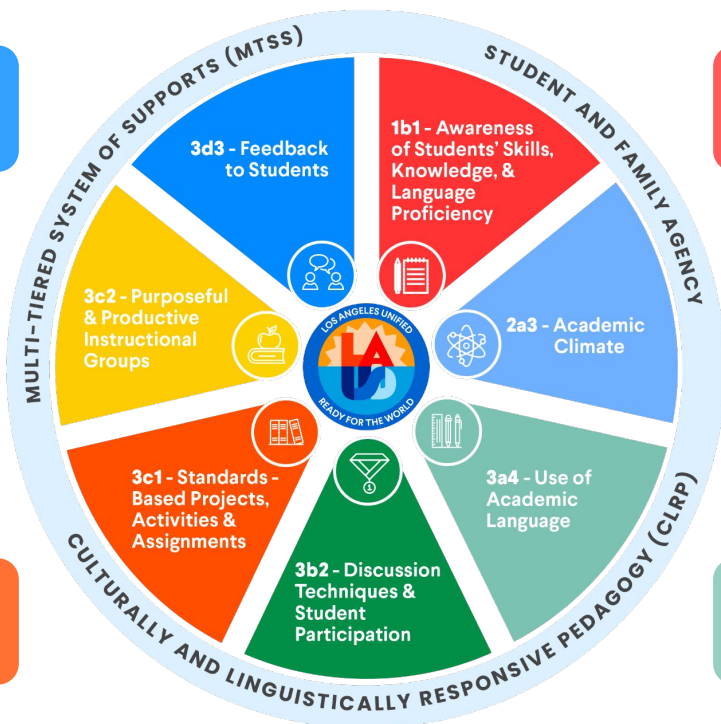 MULTI-TIERED SYSTEM OF SUPPORTS (MTSS)
STUDENT AND FAMILY AGENCY
3d3 - Feedback
to Students
1b1 - Awareness
of Students' Skills,
Knowledge, &
Language
Proficiency
3c2 - Purposeful
& Productive
Instructional
Groups
2a3 - Academic
Climate
LOS ANGELES UNIFIED
LAUSD
READY FOR THE WORLD
3c1 - Standards -
Based Projects,
Activities &
Assignments
3a4 - Use of
Academic
Language
3b2 - Discussion
Techniques &
Student
Participation
1
CULTURALLY AND LINGUISTICALLY RESPONSIVE PEDAGOGY (CLRP)